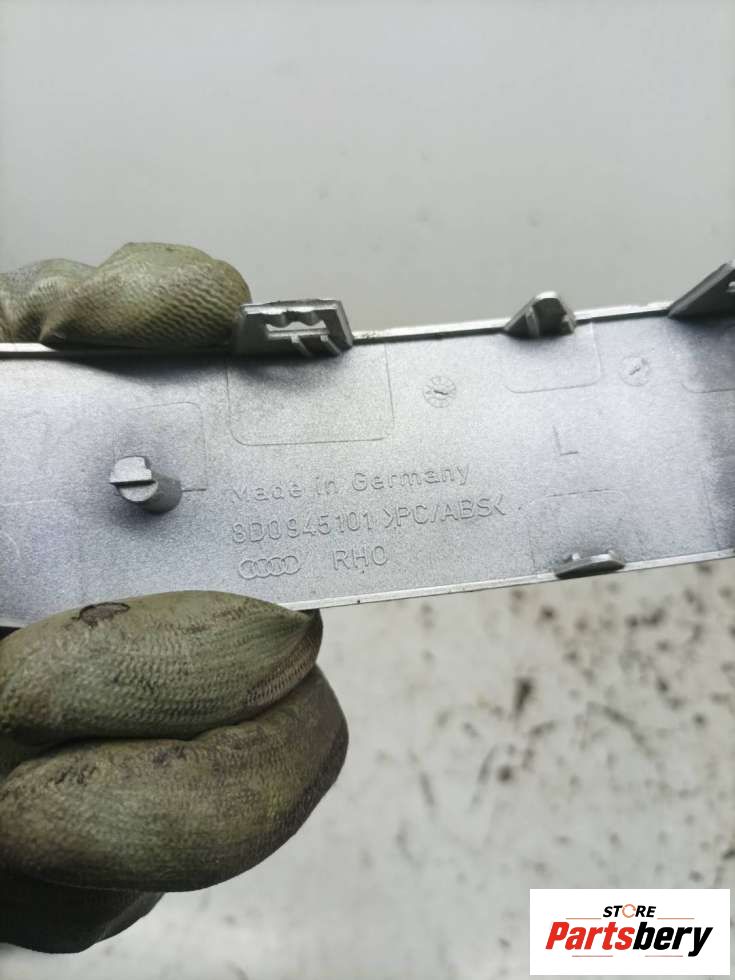 L
Made in Germany
8D0945101 >PC/ABS<
RHO
STORE
Partsbery